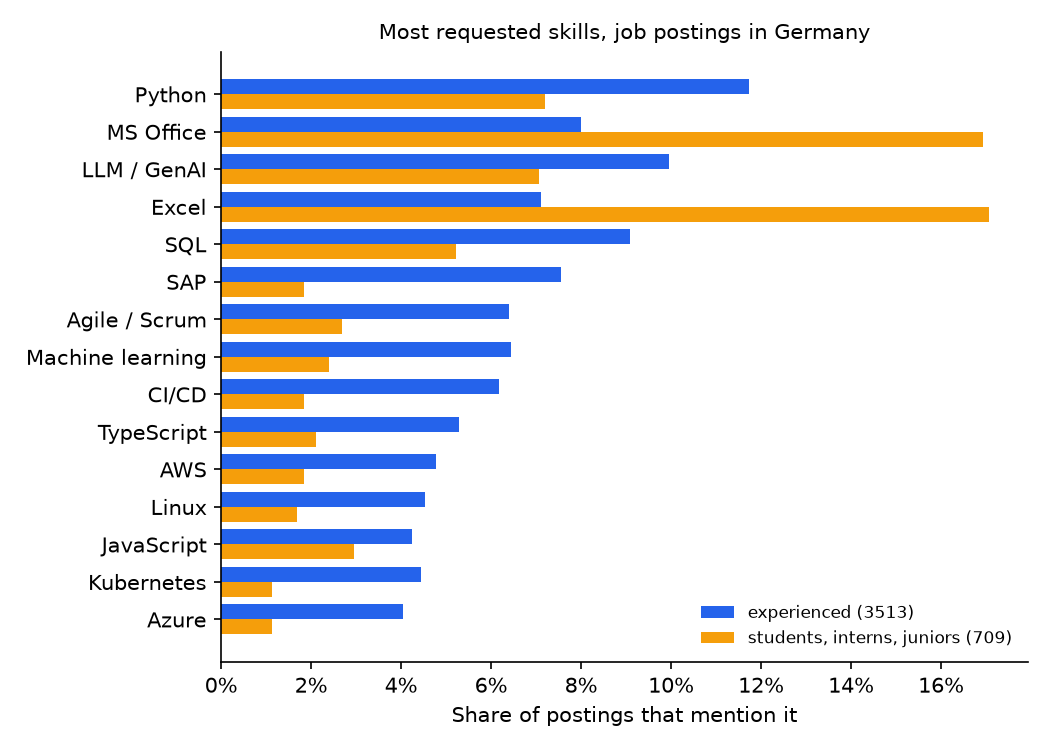 Most requested skills, job postings in Germany
Python
MS Office
LLM / GenAI
Excel
SQL
SAP
Agile / Scrum
Machine learning
CI/CD
TypeScript
AWS
Linux
JavaScript
Kubernetes
Azure
experienced (3513)
students, interns, juniors (709)
0% 2% 4% 6% 8% 10% 12% 14% 16%
Share of postings that mention it